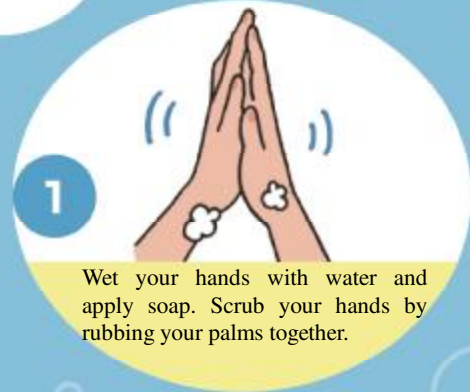 1
Wet your hands with water and
apply soap. Scrub your hands by
rubbing your palms together.